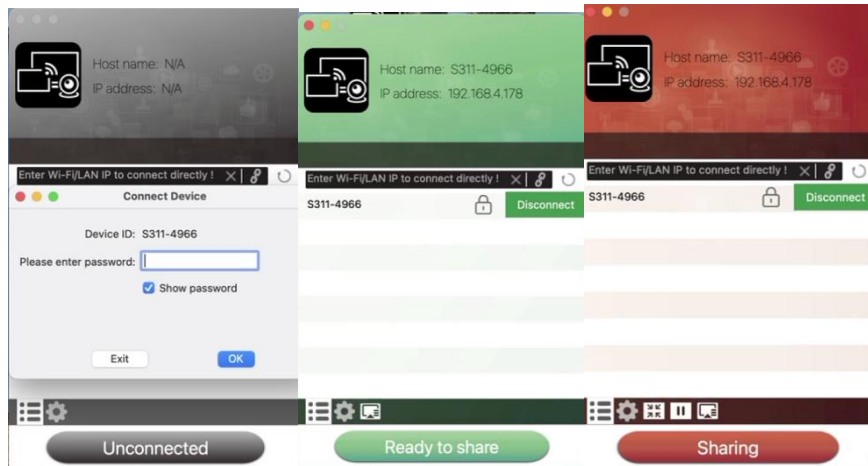 Host name: N/A
IP address: N/A
Enter Wi-Fi/LAN IP to connect directly !
Connect Device
Device ID: S311-4966
Please enter password:
Show password
Exit
OK
Unconnected
Host name: S311-4966
IP address: 192.168.4.178
Enter Wi-Fi/LAN IP to connect directly !
S311-4966
Disconnect
Ready to share
Host name: S311-4966
IP address: 192.168.4.178
Enter Wi-Fi/LAN IP to connect directly !
S311-4966
Disconnect
Sharing